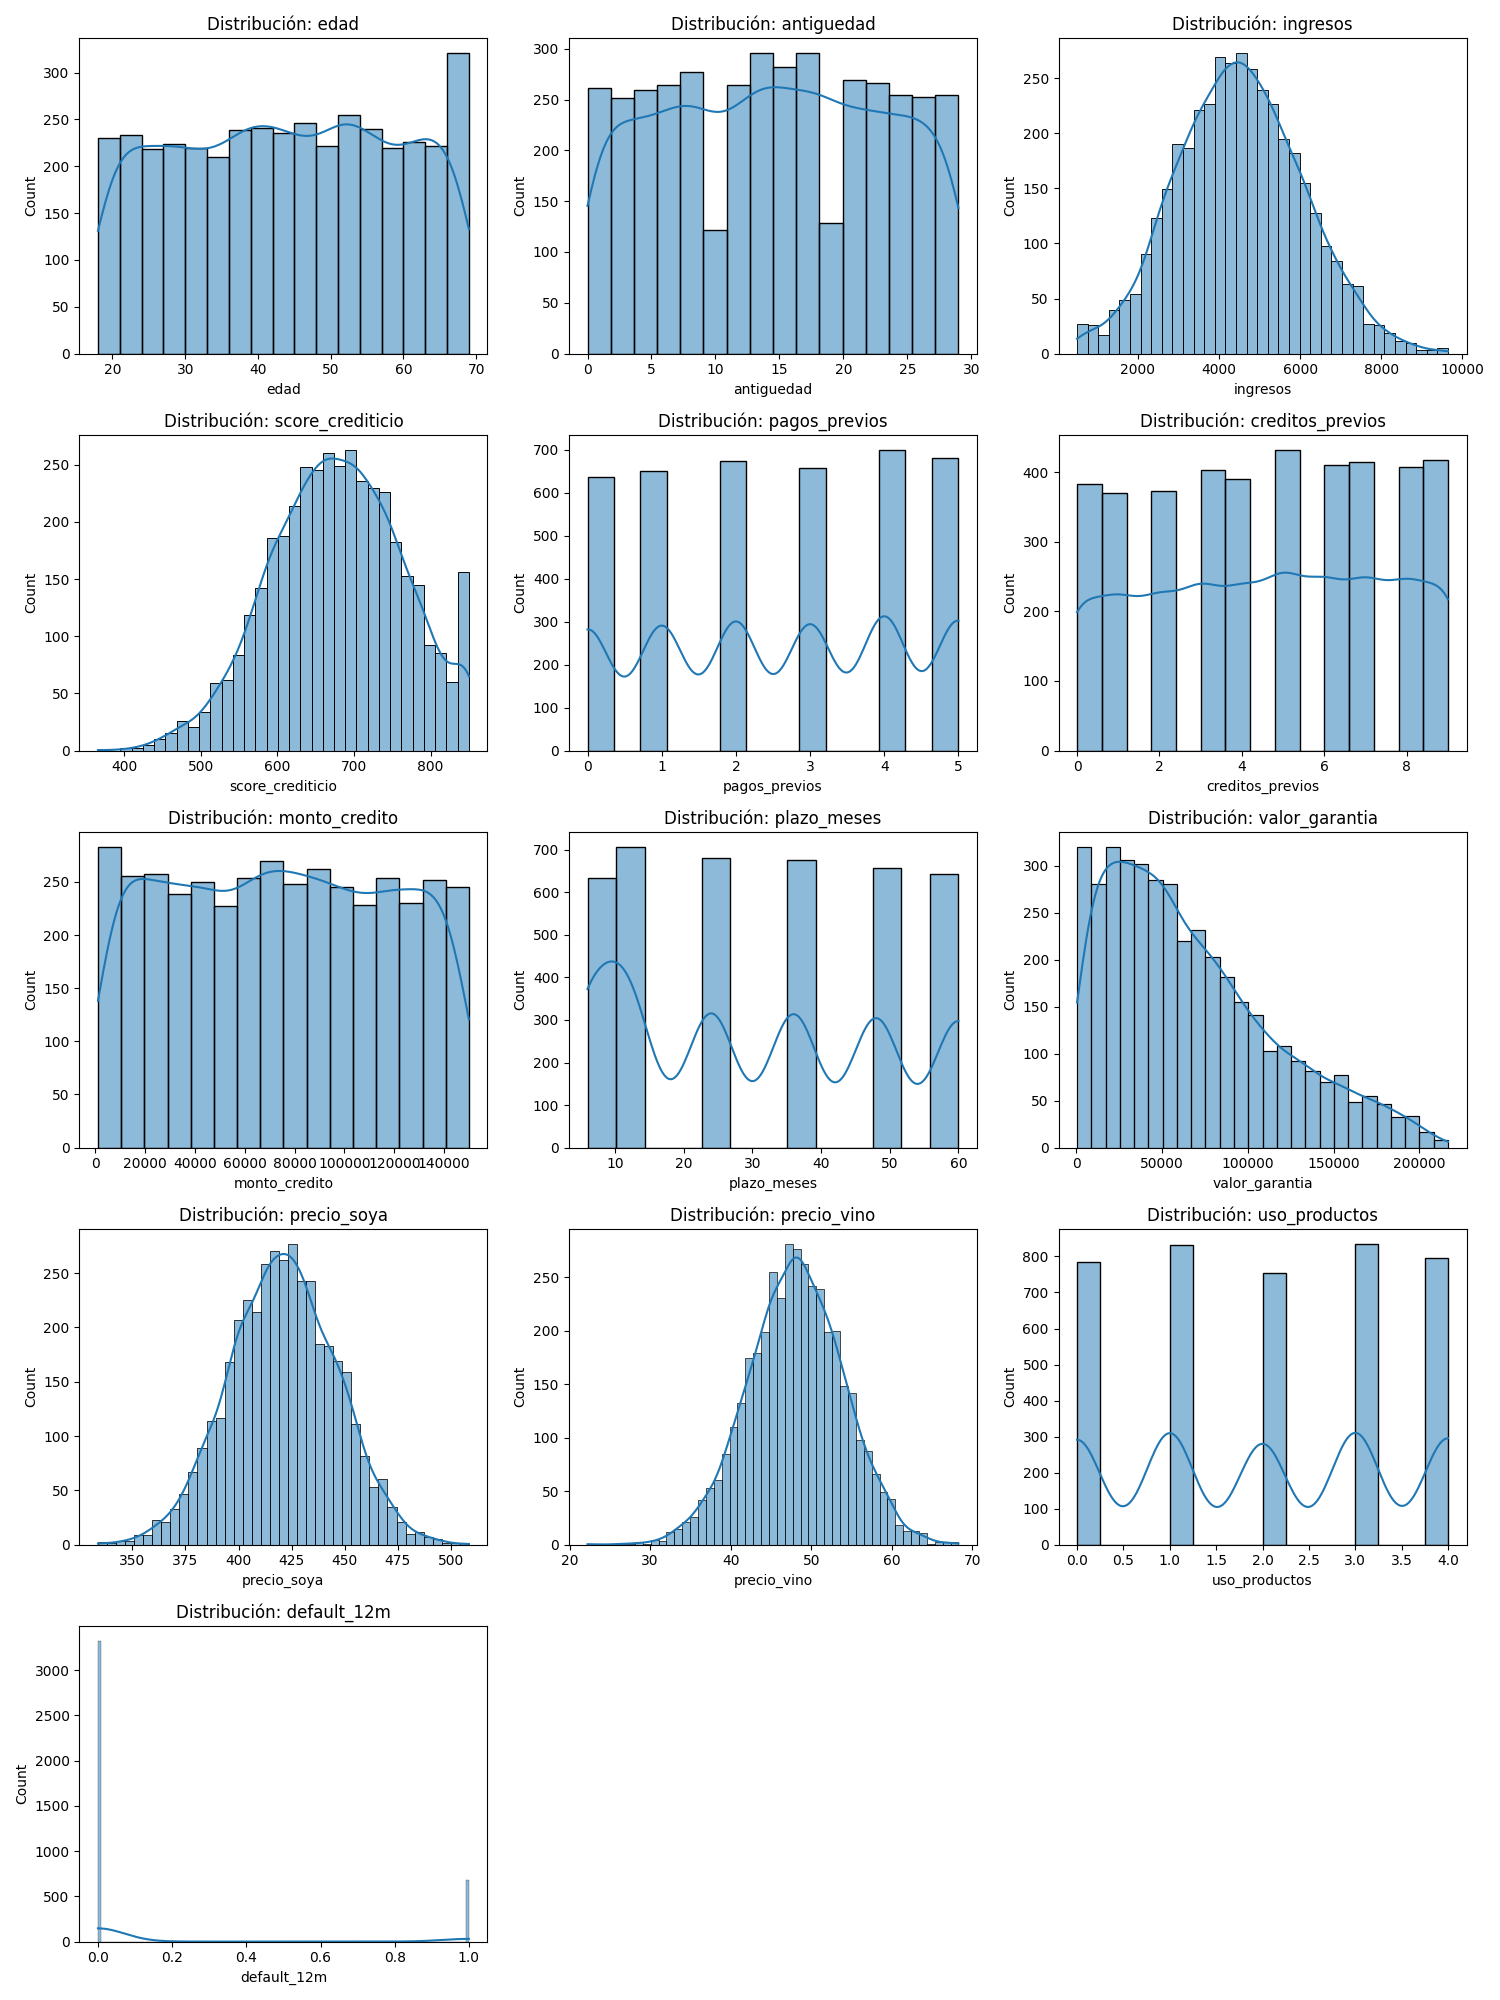 Distribución: edad
Count
300
250
200
150
100
50
0
20 30 40 50 60 70
edad
Distribución: antiguedad
Count
300
250
200
150
100
50
0
0 5 10 15 20 25 30
antiguedad
Distribución: ingresos
Count
250
200
150
100
50
0
2000 4000 6000 8000 10000
ingresos
Distribución: score_crediticio
Count
250
200
150
100
50
0
400 500 600 700 800
score_crediticio
Distribución: pagos_previos
Count
700
600
500
400
300
200
100
0
0 1 2 3 4 5
pagos_previos
Distribución: creditos_previos
Count
400
300
200
100
0
0 2 4 6 8
creditos_previos
Distribución: monto_credito
Count
250
200
150
100
50
0
0 20000 40000 60000 80000 100000 120000 140000
monto_credito
Distribución: plazo_meses
Count
700
600
500
400
300
200
100
0
10 20 30 40 50 60
plazo_meses
Distribución: valor_garantia
Count
300
250
200
150
100
50
0
0 50000 100000 150000 200000
valor_garantia
Distribución: precio_soya
Count
250
200
150
100
50
0
350 375 400 425 450 475 500
precio_soya
Distribución: precio_vino
Count
250
200
150
100
50
0
20 30 40 50 60 70
precio_vino
Distribución: uso_productos
Count
800
700
600
500
400
300
200
100
0
0.0 0.5 1.0 1.5 2.0 2.5 3.0 3.5 4.0
uso_productos
Distribución: default_12m
Count
3000
2500
2000
1500
1000
500
0
0.0 0.2 0.4 0.6 0.8 1.0
default_12m